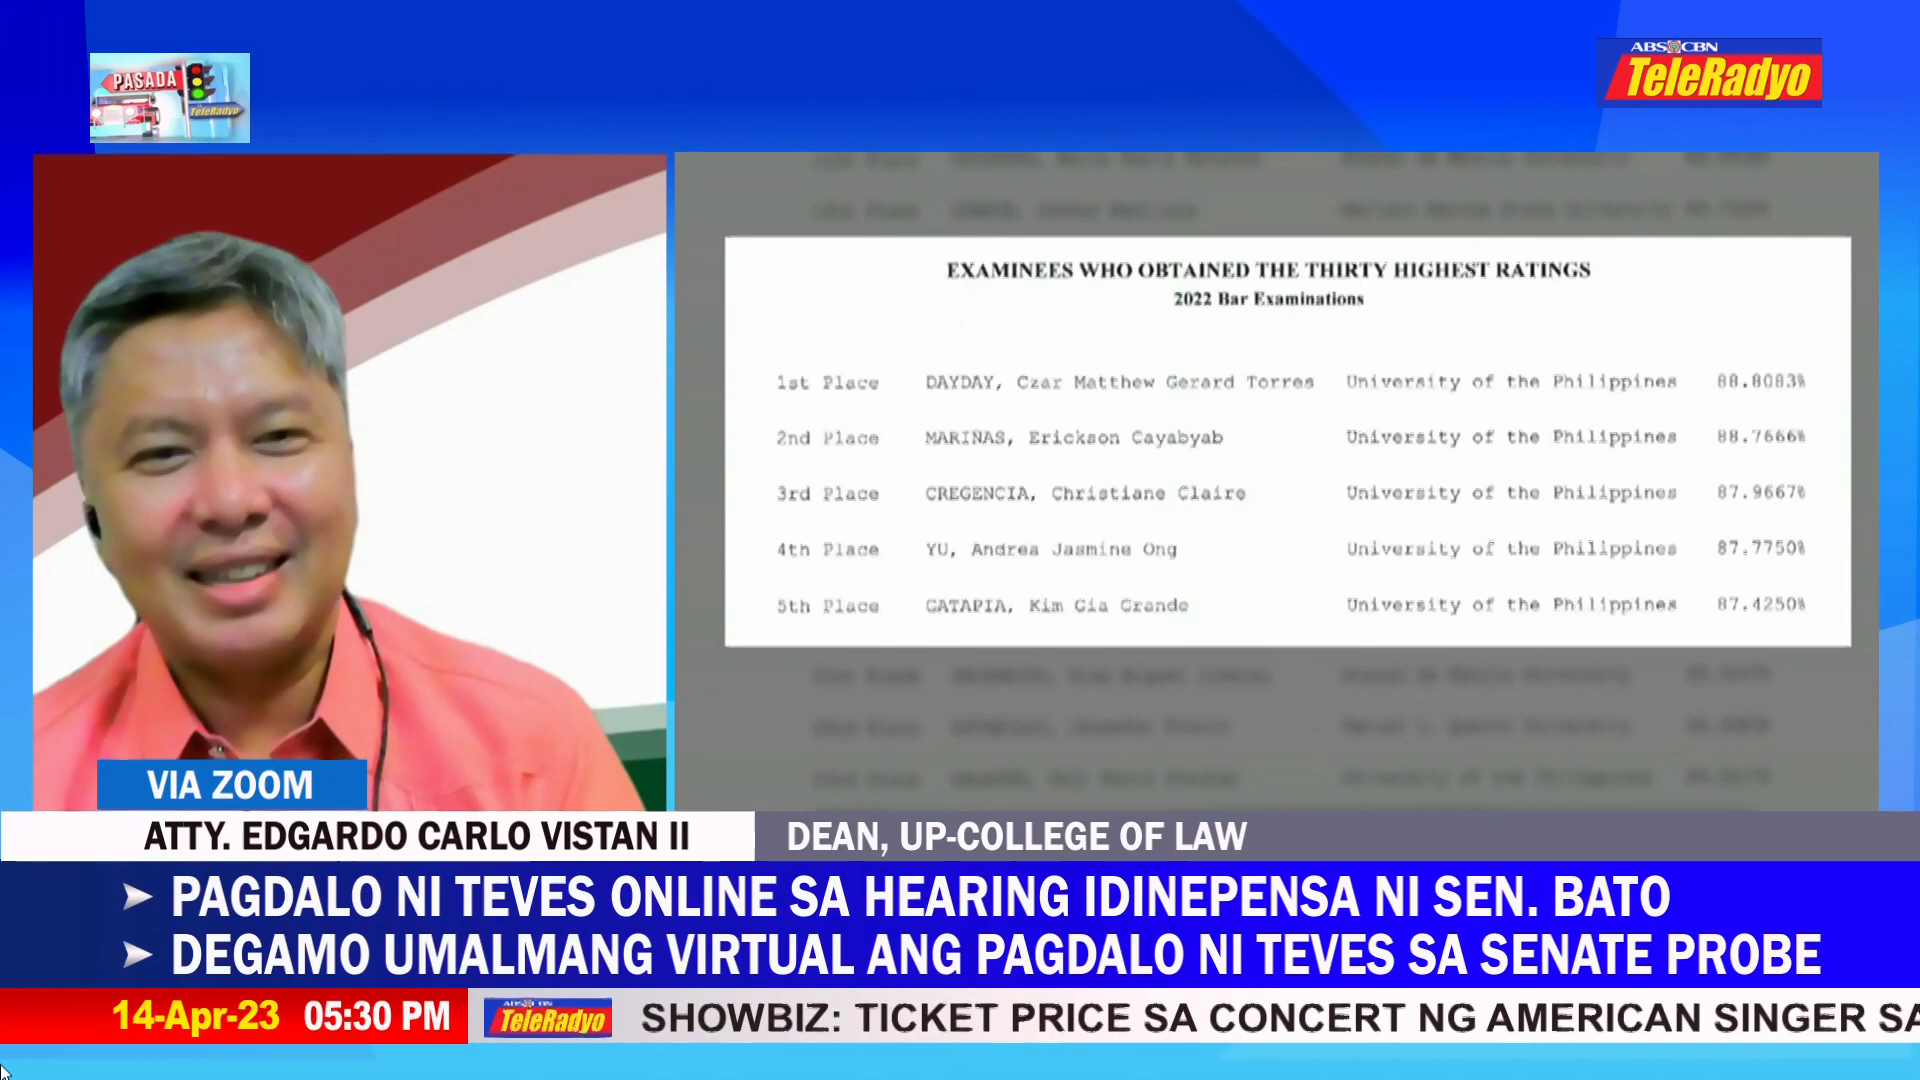 PASADA
TeleRadyo
ABS-CBN
TeleRadyo
EXAMINEES WHO OBTAINED THE THIRTY HIGHEST RATINGS
2022 Bar Examinations
1st Place DAYDAY, Czar Matthew Gerard Torres University of the Philippines 88.8083%
2nd Place MARIÑAS, Erickson Cayabyab University of the Philippines 88.7666%
3rd Place CREGENCIA, Christiane Claire University of the Philippines 87.9667%
4th Place YU, Andrea Jasmine Ong University of the Philippines 87.7750%
5th Place GATAPIA, Kim Gia Grande University of the Philippines 87.4250%
VIA ZOOM
ATTY. EDGARDO CARLO VISTAN II DEAN, UP-COLLEGE OF LAW
➤ PAGDALO NI TEVES ONLINE SA HEARING IDINEPENSA NI SEN. BATO
➤ DEGAMO UMALMANG VIRTUAL ANG PAGDALO NI TEVES SA SENATE PROBE
14-Apr-23 05:30 PM ABS-CBN TeleRadyo SHOWBIZ: TICKET PRICE SA CONCERT NG AMERICAN SINGER SA